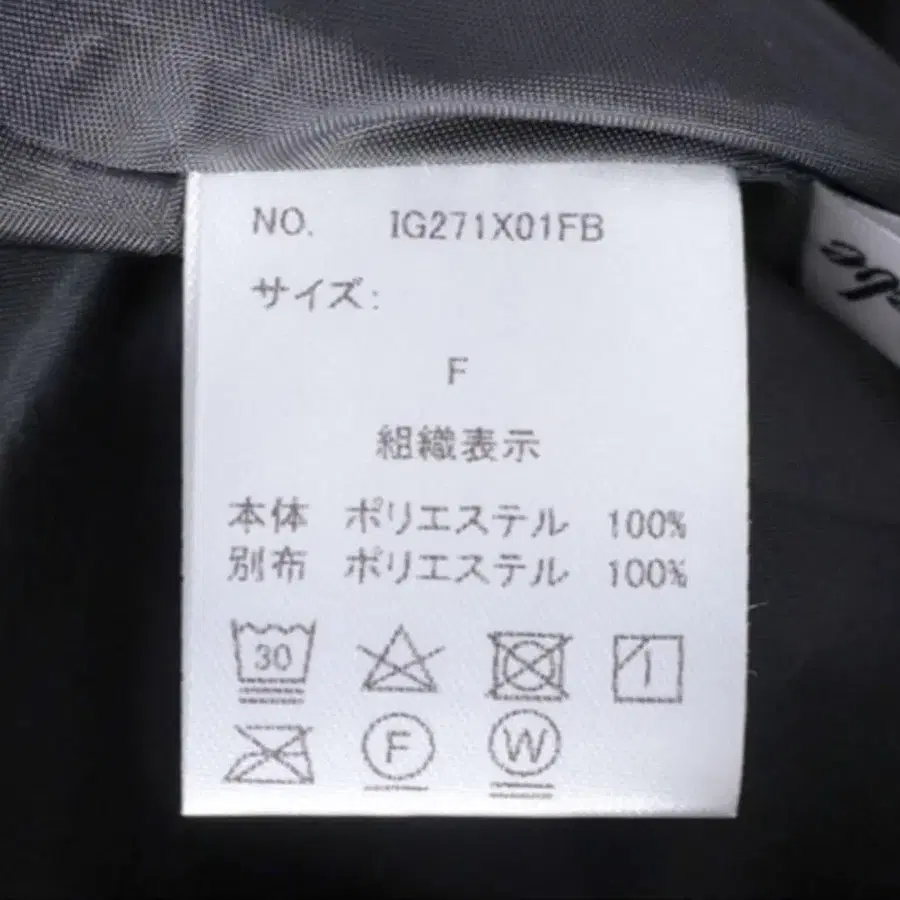 NO. IG271X01FB
サイズ:
F
組織表示
本体 ポリエステル 100%
別布 ポリエステル 100%
30
F W